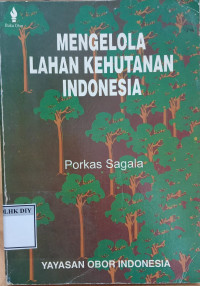 MENGELOLA
LAHAN KEHUTANAN
INDONESIA
Porkas Sagala
YAYASAN OBOR INDONESIA